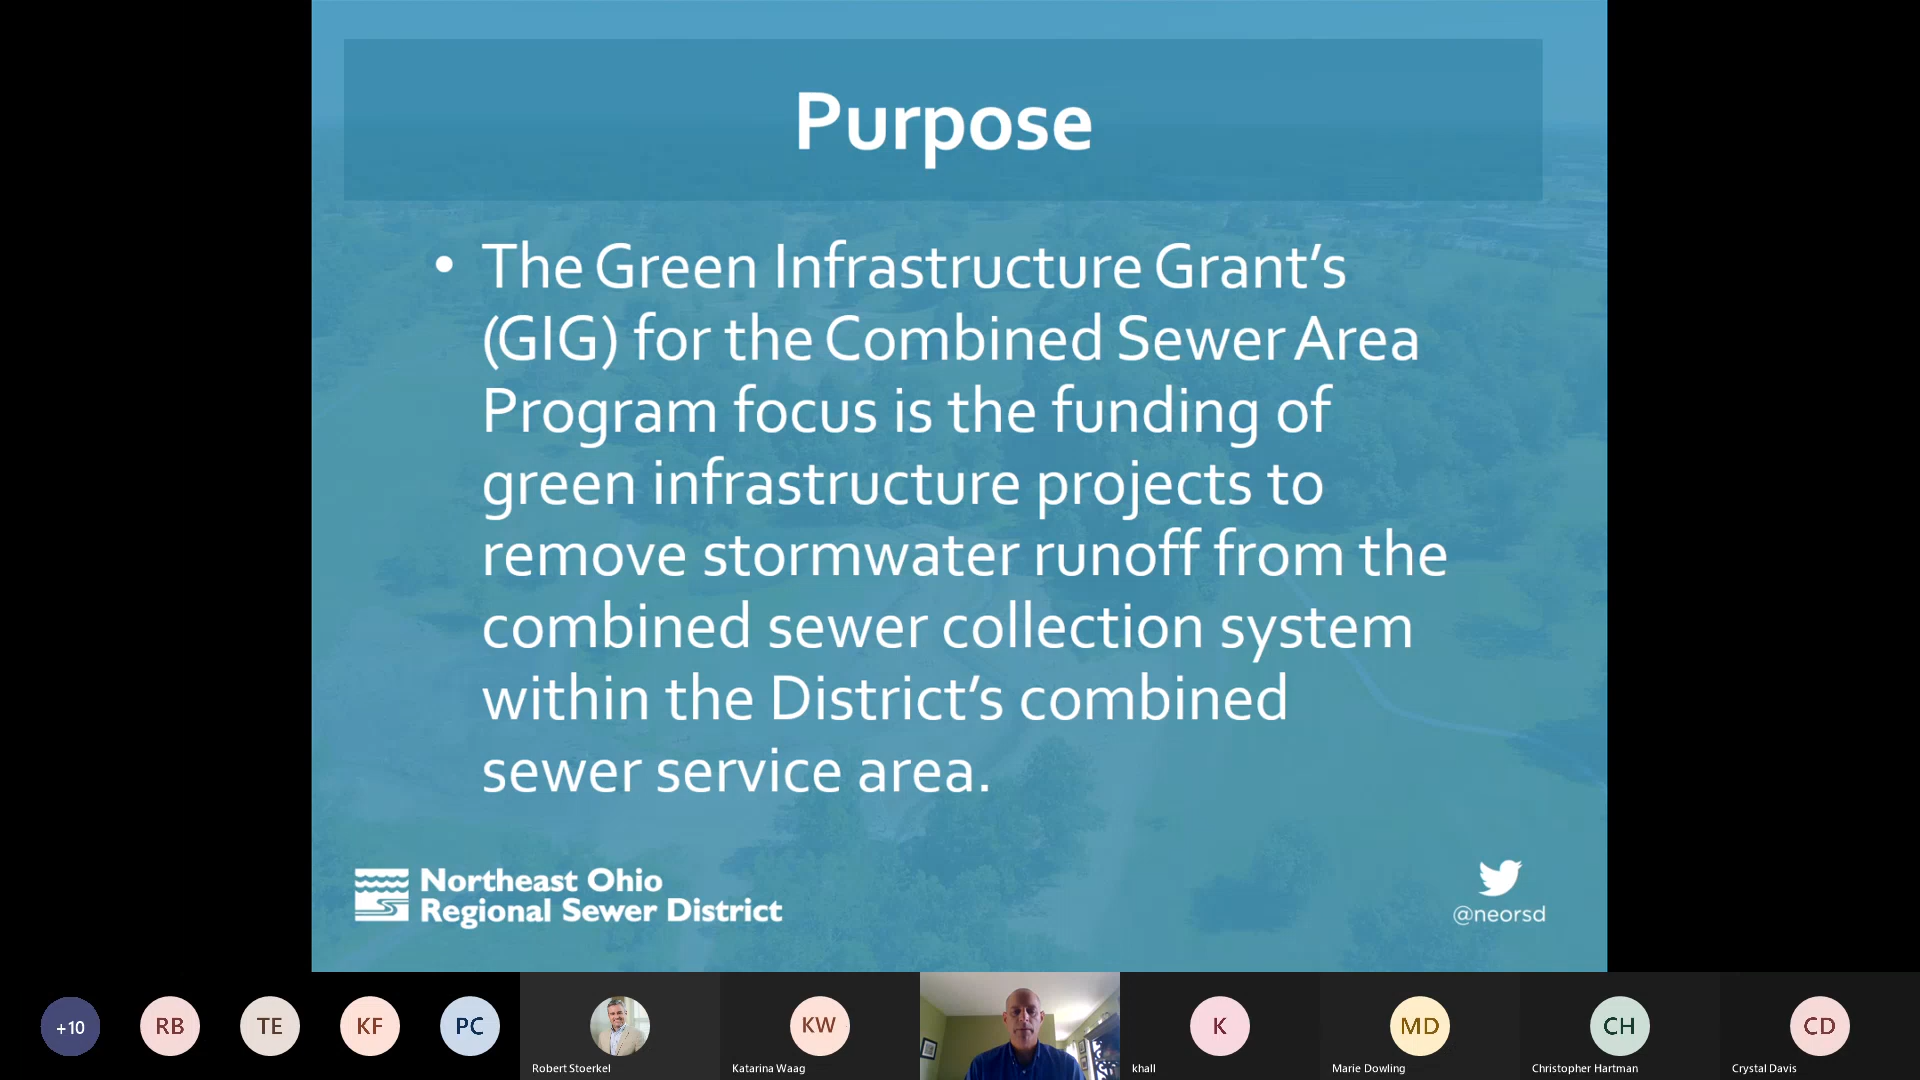 Purpose
• The Green Infrastructure Grant’s
(GIG) for the Combined Sewer Area
Program focus is the funding of
green infrastructure projects to
remove stormwater runoff from the
combined sewer collection system
within the District’s combined
sewer service area.
Northeast Ohio
Regional Sewer District
@neorsd
+10
RB
TE
KF
PC
Robert Stoerkel
KW
Katarina Waag
K
khall
MD
Marie Dowling
CH
Christopher Hartman
CD
Crystal Davis